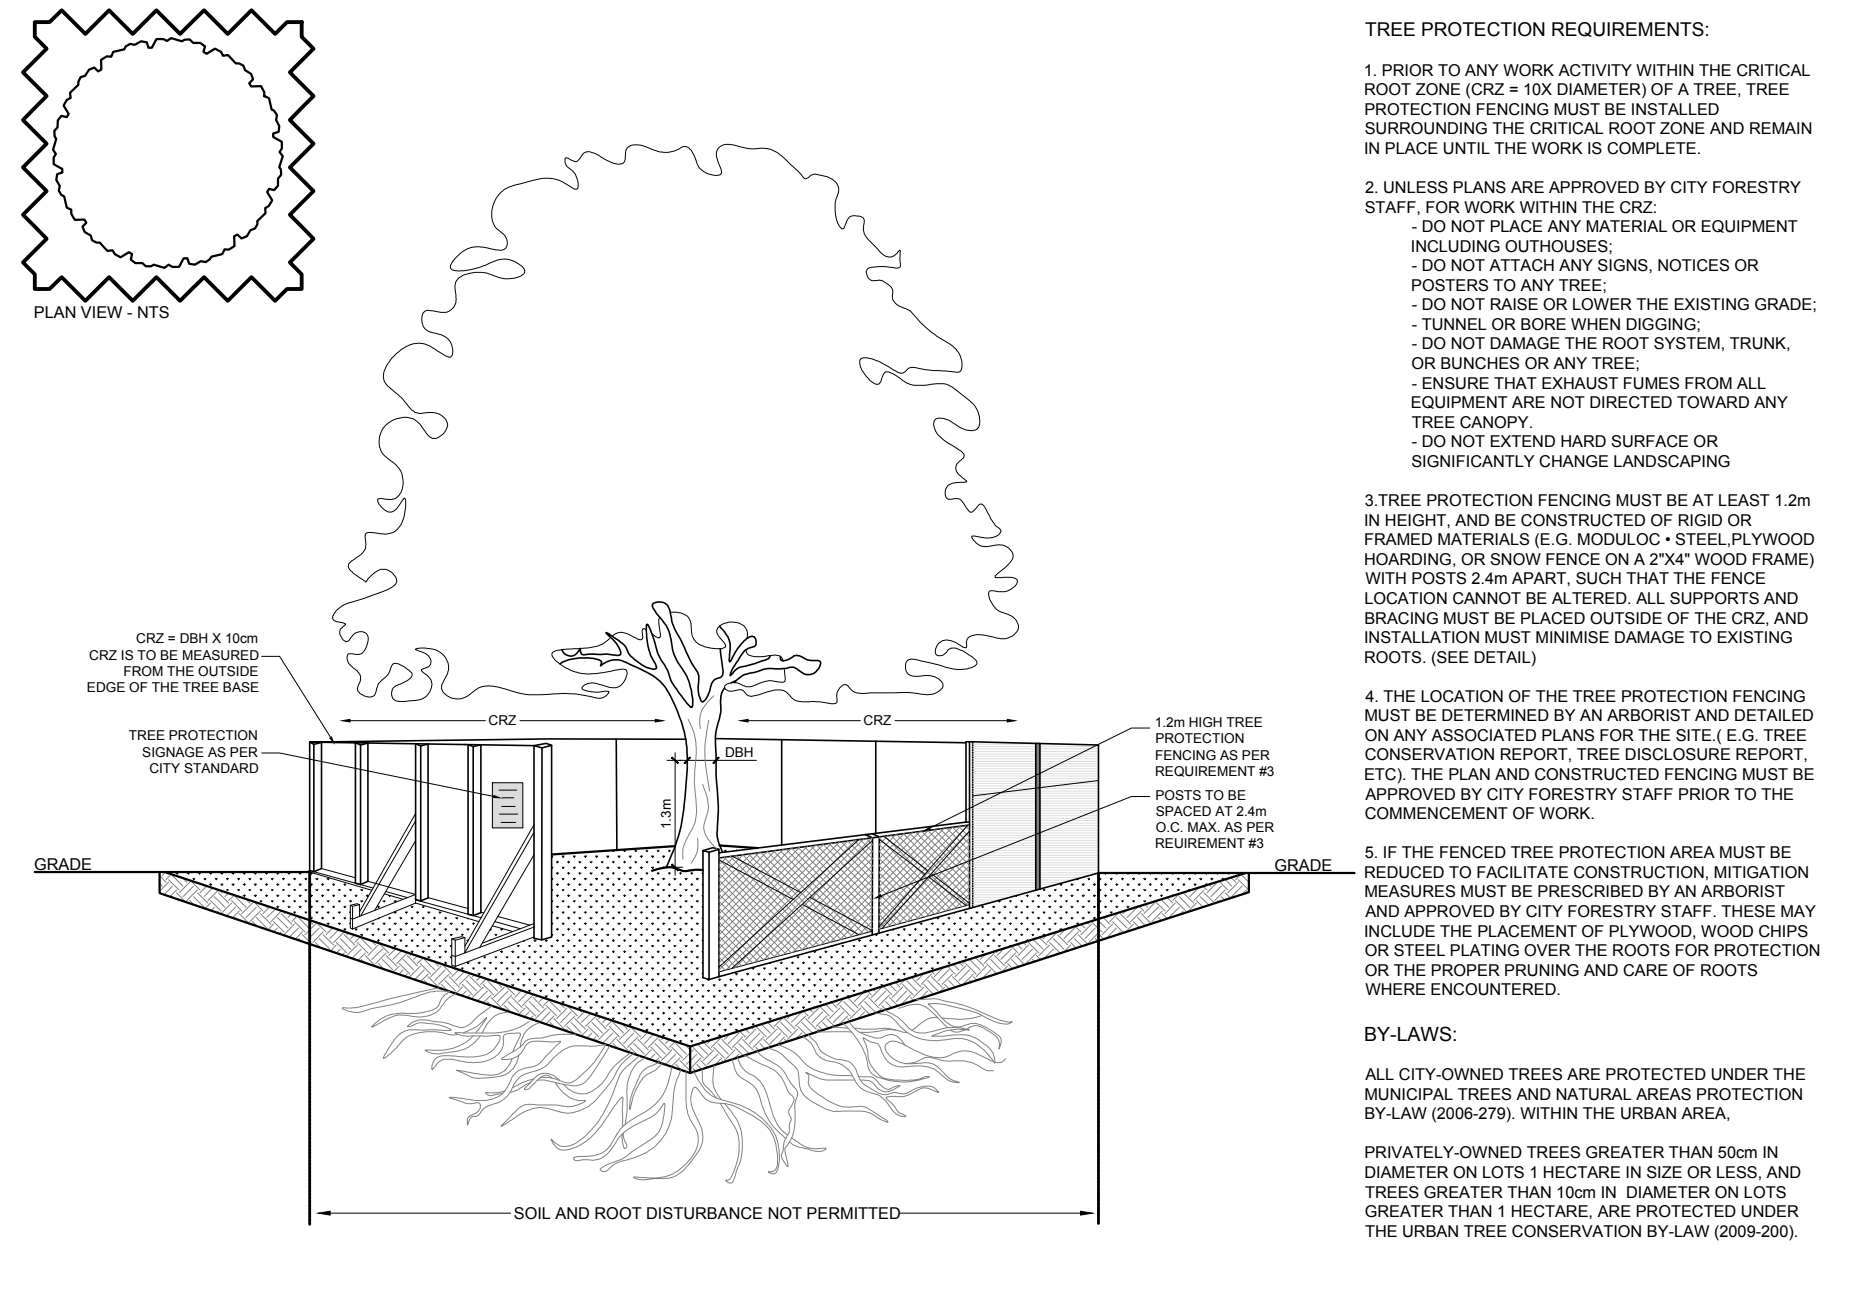 PLAN VIEW - NTS
CRZ = DBH X 10cm
CRZ IS TO BE MEASURED
FROM THE OUTSIDE
EDGE OF THE TREE BASE
TREE PROTECTION
SIGNAGE AS PER
CITY STANDARD
CRZ
CRZ
DBH
1.3m
1.2m HIGH TREE
PROTECTION
FENCING AS PER
REQUIREMENT #3
POSTS TO BE
SPACED AT 2.4m
O.C. MAX. AS PER
REUIREMENT #3
GRADE
GRADE
SOIL AND ROOT DISTURBANCE NOT PERMITTED
TREE PROTECTION REQUIREMENTS:
1. PRIOR TO ANY WORK ACTIVITY WITHIN THE CRITICAL
ROOT ZONE (CRZ = 10X DIAMETER) OF A TREE, TREE
PROTECTION FENCING MUST BE INSTALLED
SURROUNDING THE CRITICAL ROOT ZONE AND REMAIN
IN PLACE UNTIL THE WORK IS COMPLETE.
2. UNLESS PLANS ARE APPROVED BY CITY FORESTRY
STAFF, FOR WORK WITHIN THE CRZ:
- DO NOT PLACE ANY MATERIAL OR EQUIPMENT
INCLUDING OUTHOUSES;
- DO NOT ATTACH ANY SIGNS, NOTICES OR
POSTERS TO ANY TREE;
- DO NOT RAISE OR LOWER THE EXISTING GRADE;
- TUNNEL OR BORE WHEN DIGGING;
- DO NOT DAMAGE THE ROOT SYSTEM, TRUNK,
OR BUNCHES OR ANY TREE;
- ENSURE THAT EXHAUST FUMES FROM ALL
EQUIPMENT ARE NOT DIRECTED TOWARD ANY
TREE CANOPY.
- DO NOT EXTEND HARD SURFACE OR
SIGNIFICANTLY CHANGE LANDSCAPING
3.TREE PROTECTION FENCING MUST BE AT LEAST 1.2m
IN HEIGHT, AND BE CONSTRUCTED OF RIGID OR
FRAMED MATERIALS (E.G. MODULOC • STEEL,PLYWOOD
HOARDING, OR SNOW FENCE ON A 2"X4" WOOD FRAME)
WITH POSTS 2.4m APART, SUCH THAT THE FENCE
LOCATION CANNOT BE ALTERED. ALL SUPPORTS AND
BRACING MUST BE PLACED OUTSIDE OF THE CRZ, AND
INSTALLATION MUST MINIMISE DAMAGE TO EXISTING
ROOTS. (SEE DETAIL)
4. THE LOCATION OF THE TREE PROTECTION FENCING
MUST BE DETERMINED BY AN ARBORIST AND DETAILED
ON ANY ASSOCIATED PLANS FOR THE SITE.( E.G. TREE
CONSERVATION REPORT, TREE DISCLOSURE REPORT,
ETC). THE PLAN AND CONSTRUCTED FENCING MUST BE
APPROVED BY CITY FORESTRY STAFF PRIOR TO THE
COMMENCEMENT OF WORK.
5. IF THE FENCED TREE PROTECTION AREA MUST BE
REDUCED TO FACILITATE CONSTRUCTION, MITIGATION
MEASURES MUST BE PRESCRIBED BY AN ARBORIST
AND APPROVED BY CITY FORESTRY STAFF. THESE MAY
INCLUDE THE PLACEMENT OF PLYWOOD, WOOD CHIPS
OR STEEL PLATING OVER THE ROOTS FOR PROTECTION
OR THE PROPER PRUNING AND CARE OF ROOTS
WHERE ENCOUNTERED.
BY-LAWS:
ALL CITY-OWNED TREES ARE PROTECTED UNDER THE
MUNICIPAL TREES AND NATURAL AREAS PROTECTION
BY-LAW (2006-279). WITHIN THE URBAN AREA,
PRIVATELY-OWNED TREES GREATER THAN 50cm IN
DIAMETER ON LOTS 1 HECTARE IN SIZE OR LESS, AND
TREES GREATER THAN 10cm IN DIAMETER ON LOTS
GREATER THAN 1 HECTARE, ARE PROTECTED UNDER
THE URBAN TREE CONSERVATION BY-LAW (2009-200).